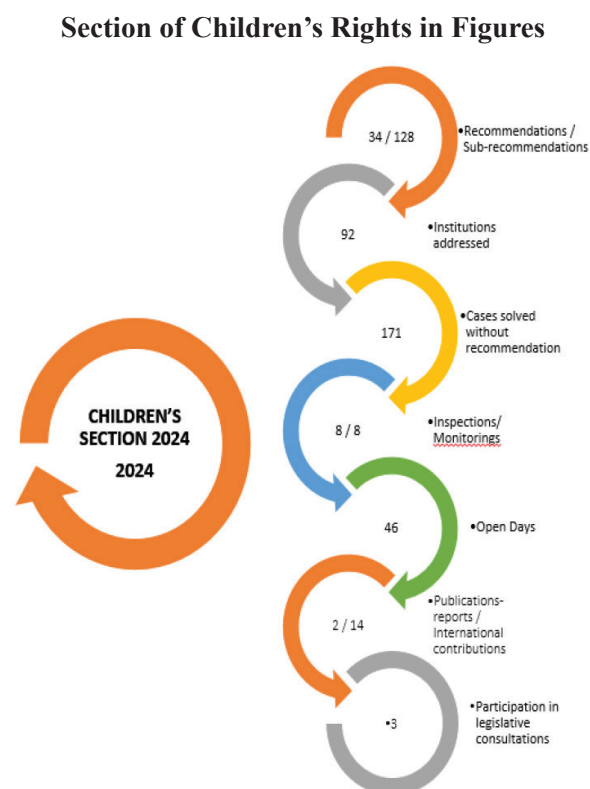 Section of Children’s Rights in Figures
34 / 128
•Recommendations /
Sub-recommendations
92
•Institutions
addressed
171
•Cases solved
without
recommendation
8 / 8
•Inspections/
Monitorings
46
•Open Days
2 / 14
•Publications-
reports /
International
contributions
•3
•Participation in
legislative
consultations
CHILDREN’S
SECTION 2024
2024